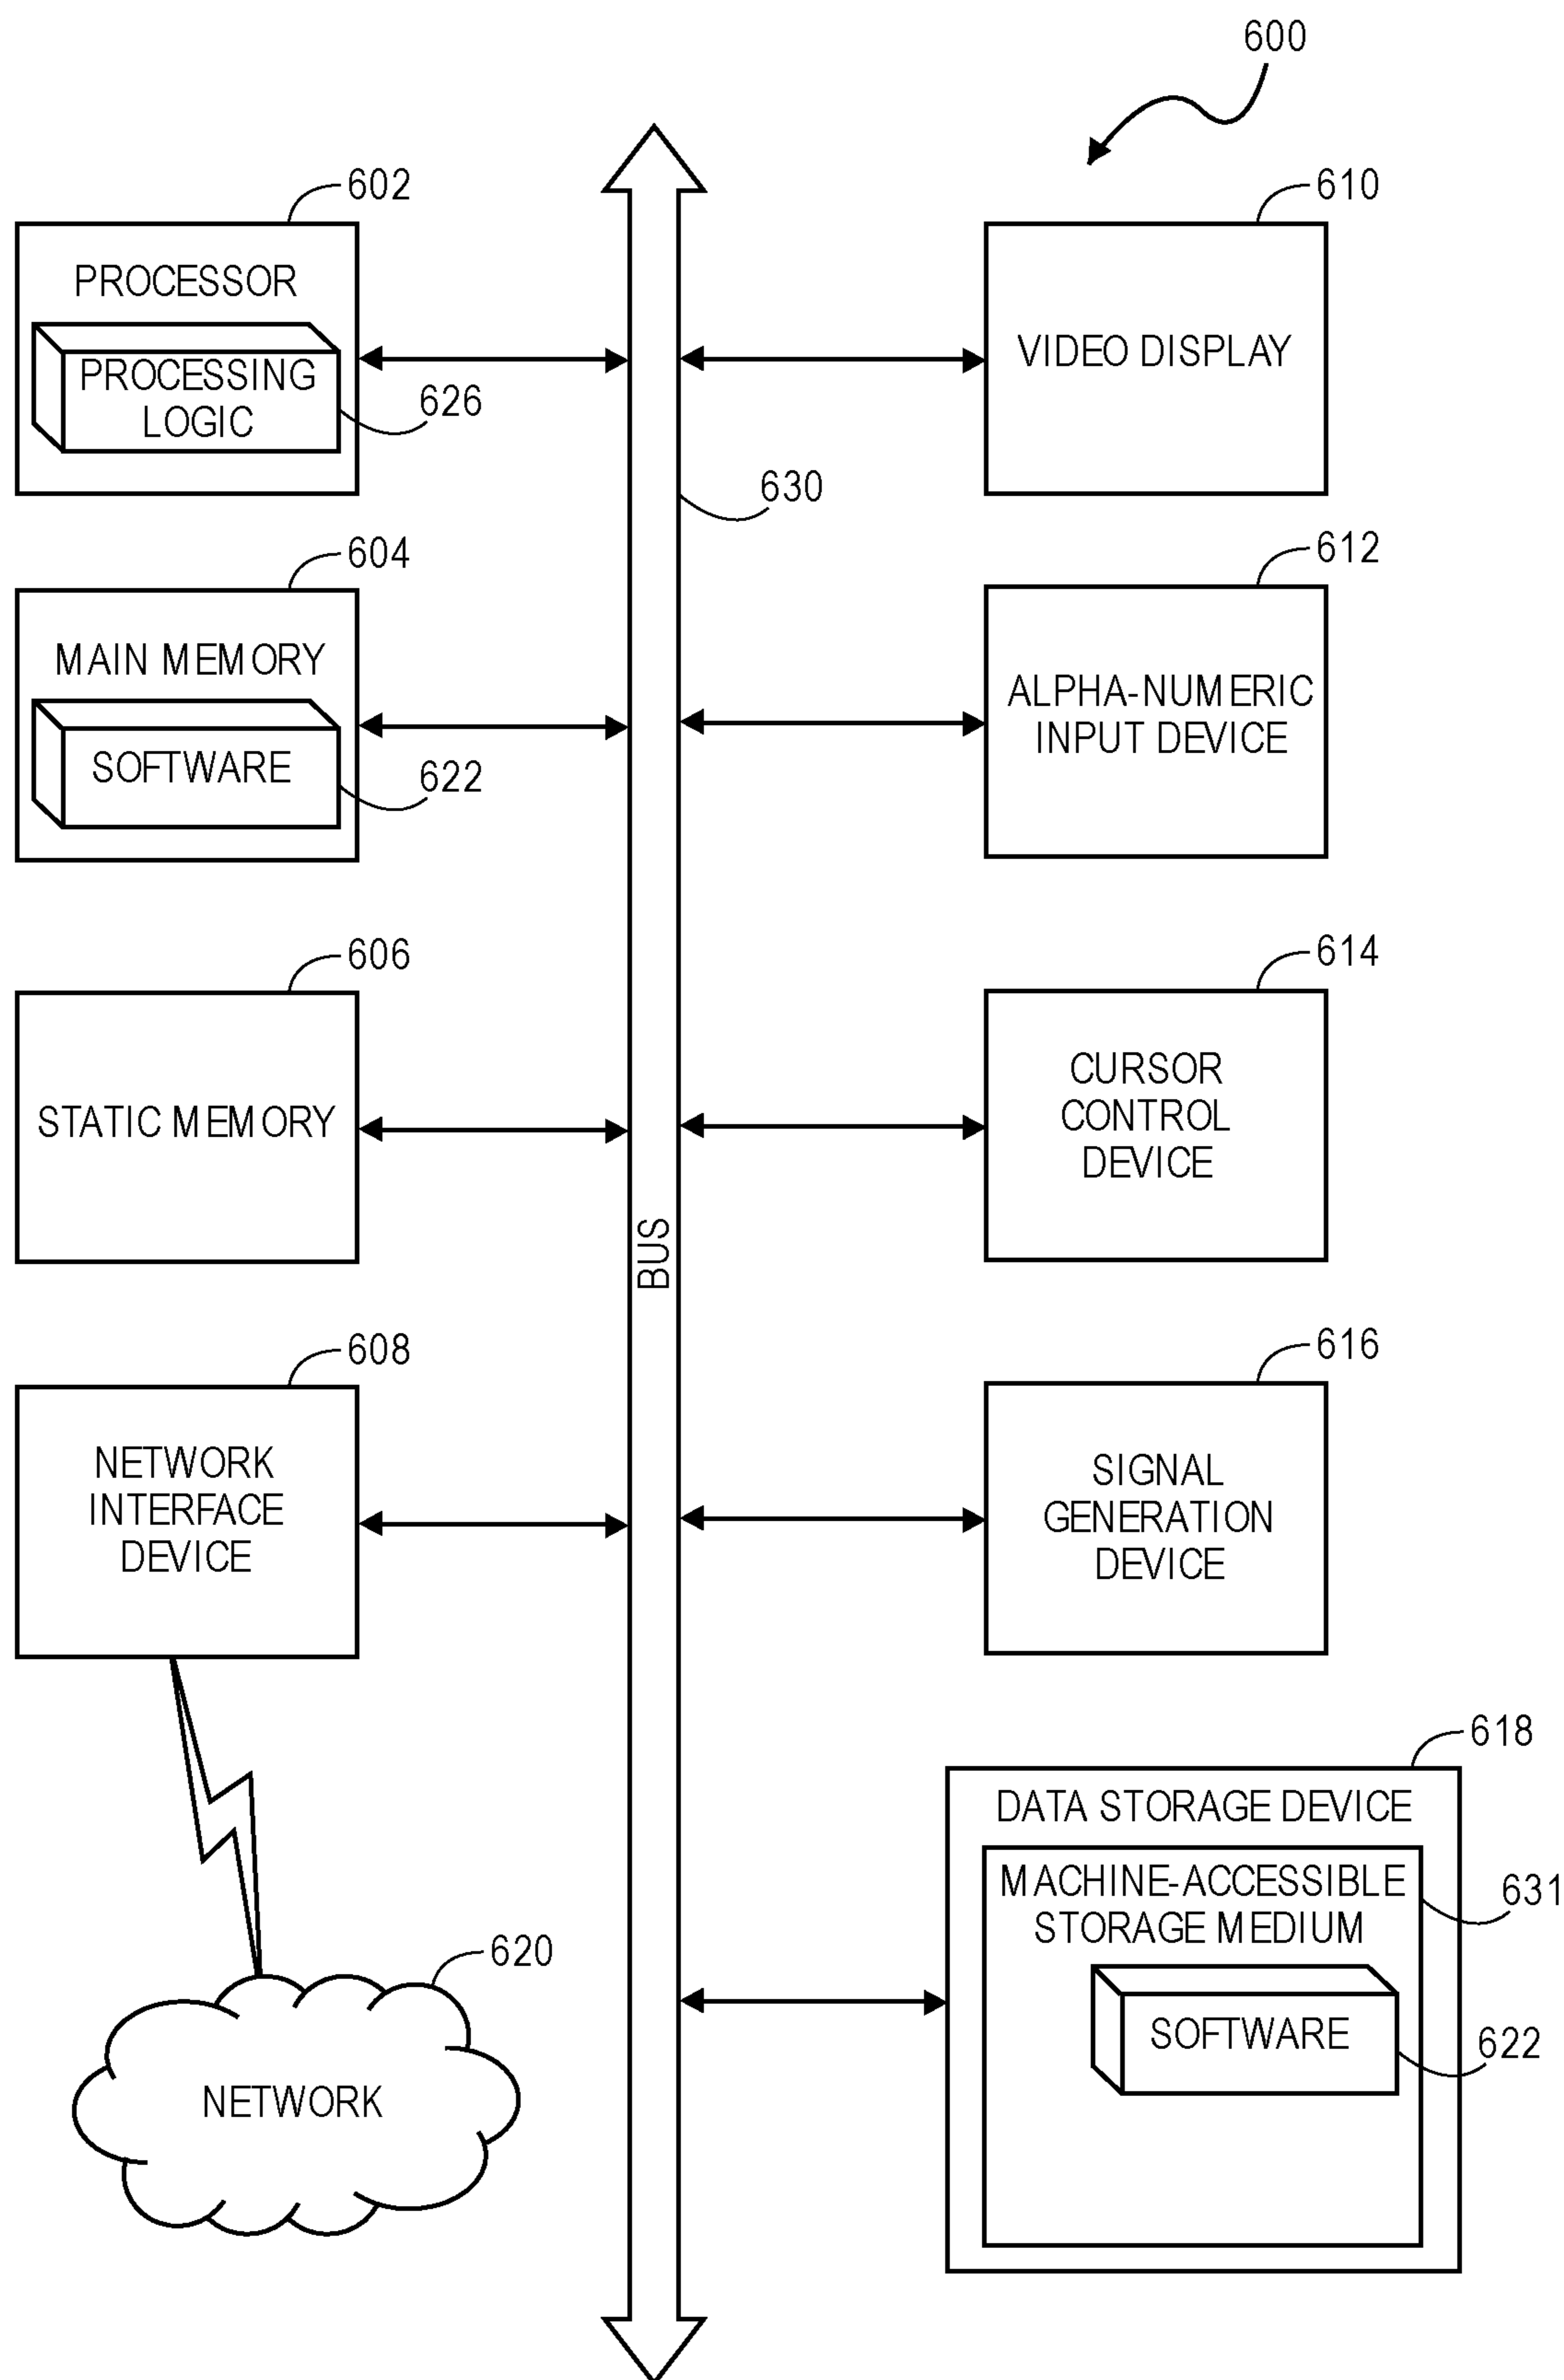 600
602
PROCESSOR
PROCESSING
LOGIC
626
610
VIDEO DISPLAY
630
604
MAIN MEMORY
SOFTWARE
622
612
ALPHA-NUMERIC
INPUT DEVICE
606
STATIC MEMORY
614
CURSOR
CONTROL
DEVICE
BUS
608
NETWORK
INTERFACE
DEVICE
616
SIGNAL
GENERATION
DEVICE
618
DATA STORAGE DEVICE
MACHINE-ACCESSIBLE
STORAGE MEDIUM
631
SOFTWARE
622
620
NETWORK